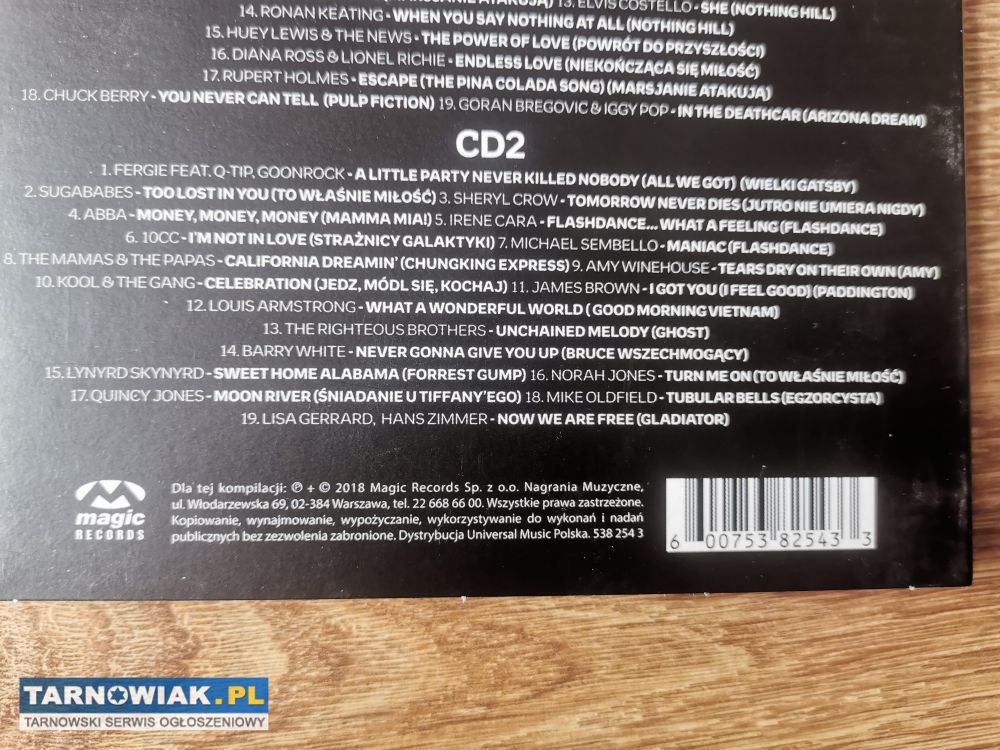 (MARSJANIE ATAKUJĄ) 13. ELVIS COSTELLO - SHE (NOTHING HILL)
14. RONAN KEATING - WHEN YOU SAY NOTHING AT ALL (NOTHING HILL)
15. HUEY LEWIS & THE NEWS - THE POWER OF LOVE (POWRÓT DO PRZYSZŁOŚCI)
16. DIANA ROSS & LIONEL RICHIE - ENDLESS LOVE (NIEKOŃCZĄCA SIĘ MIŁOŚĆ)
17. RUPERT HOLMES - ESCAPE (THE PINA COLADA SONG) (MARSJANIE ATAKUJĄ)
18. CHUCK BERRY - YOU NEVER CAN TELL (PULP FICTION) 19. GORAN BREGOVIC & IGGY POP - IN THE DEATHCAR (ARIZONA DREAM)
CD2
1. FERGIE FEAT. Q-TIP, GOONROCK - A LITTLE PARTY NEVER KILLED NOBODY (ALL WE GOT) (WIELKI GATSBY)
2. SUGABABES - TOO LOST IN YOU (TO WŁAŚNIE MIŁOŚĆ) 3. SHERYL CROW - TOMORROW NEVER DIES (JUTRO NIE UMIERA NIGDY)
4. ABBA - MONEY, MONEY, MONEY (MAMMA MIA!) 5. IRENE CARA - FLASHDANCE... WHAT A FEELING (FLASHDANCE)
6. 10CC - I'M NOT IN LOVE (STRAŻNICY GALAKTYKI) 7. MICHAEL SEMBELLO - MANIAC (FLASHDANCE)
8. THE MAMAS & THE PAPAS - CALIFORNIA DREAMIN' (CHUNGKING EXPRESS) 9. AMY WINEHOUSE - TEARS DRY ON THEIR OWN (AMY)
10. KOOL & THE GANG - CELEBRATION (JEDZ, MÓDL SIĘ, KOCHAJ) 11. JAMES BROWN - I GOT YOU (I FEEL GOOD) (PADDINGTON)
12. LOUIS ARMSTRONG - WHAT A WONDERFUL WORLD ( GOOD MORNING VIETNAM)
13. THE RIGHTEOUS BROTHERS - UNCHAINED MELODY (GHOST)
14. BARRY WHITE - NEVER GONNA GIVE YOU UP (BRUCE WSZECHMOGĄCY)
15. LYNYRD SKYNYRD - SWEET HOME ALABAMA (FORREST GUMP) 16. NORAH JONES - TURN ME ON (TO WŁAŚNIE MIŁOŚĆ)
17. QUINCY JONES - MOON RIVER (ŚNIADANIE U TIFFANY'EGO) 18. MIKE OLDFIELD - TUBULAR BELLS (EGZORCYSTA)
19. LISA GERRARD, HANS ZIMMER - NOW WE ARE FREE (GLADIATOR)
magic
RECORDS
Dla tej kompilacji: ℗ + © 2018 Magic Records Sp. z o.o. Nagrania Muzyczne,
ul. Włodarzewska 69, 02-384 Warszawa, tel. 22 668 66 00. Wszystkie prawa zastrzeżone.
Kopiowanie, wynajmowanie, wypożyczanie, wykorzystywanie do wykonań i nadań
publicznych bez zezwolenia zabronione. Dystrybucja Universal Music Polska. 538 254 3
6 00753 82543 3
TARNOWIAK.PL
TARNOWSKI SERWIS OGŁOSZENIOWY